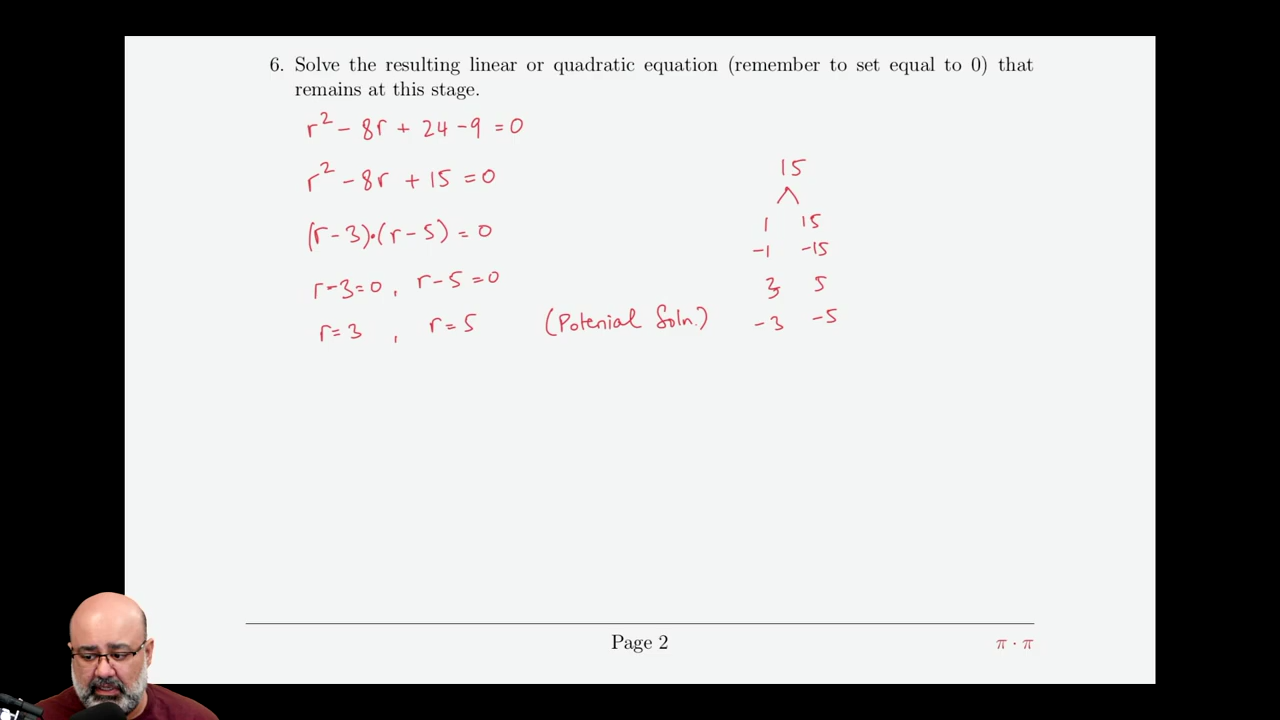 6. Solve the resulting linear or quadratic equation (remember to set equal to 0) that
remains at this stage.
r² - 8r + 24 - 9 = 0
r² - 8r + 15 = 0
(r - 3)·(r - 5) = 0
r - 3 = 0, r - 5 = 0
r = 3, r = 5 (Potenial Soln.)
15
1 15
-1 -15
3 5
-3 -5
Page 2
π · π